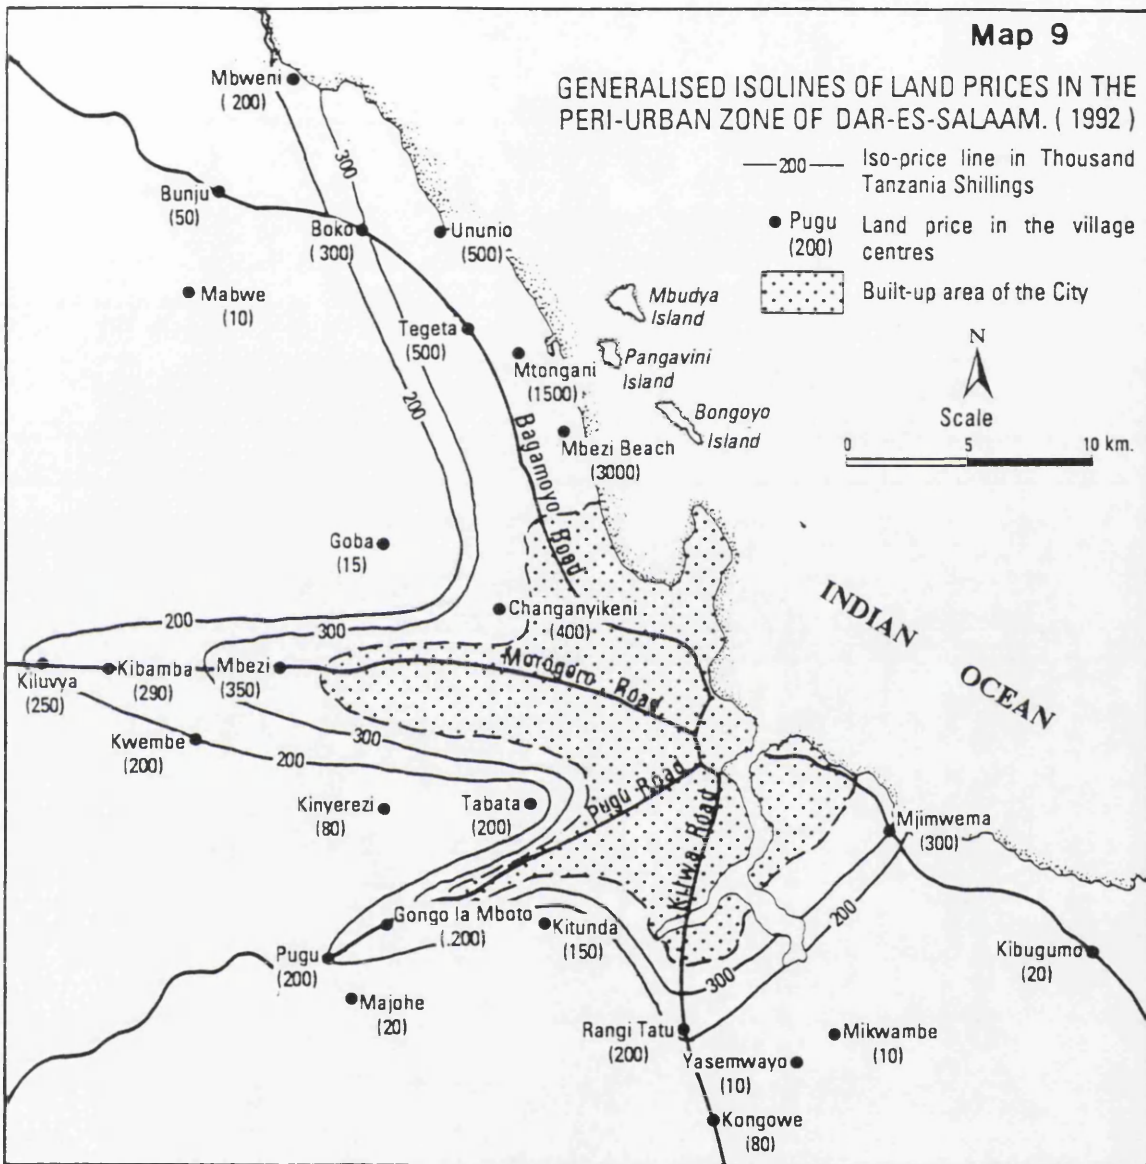 Map 9
GENERALISED ISOLINES OF LAND PRICES IN THE
PERI-URBAN ZONE OF DAR-ES-SALAAM. ( 1992 )
200
Iso-price line in Thousand
Tanzania Shillings
Pugu
(200)
Land price in the village
centres
Built-up area of the City
N
Scale
0 5 10 km.
Mbweni
( 200)
300
Bunju
(50)
Boko
( 300)
Ununio
(500)
Mabwe
(10)
Mbudya
Island
Tegeta
(500)
Mtongani
(1500)
Pangavini
Island
200
Bongoyo
Island
Mbezi Beach
(3000)
Bagamoyo Road
Goba
(15)
Changanyikeni
(400)
INDIAN
OCEAN
200
300
Kiluvya
(250)
Kibamba
(290)
Mbezi
(350)
Morogoro Road
Kwembe
(200)
300
200
Kinyerezi
(80)
Tabata
(200)
Pugu Road
Kilwa Road
Mjimwema
(300)
200
Gongo la Mboto
(.200)
Kitunda
(150)
Pugu
(200)
Kibugumo
(20)
300
Majohe
(20)
Rangi Tatu
(200)
Mikwambe
(10)
Yasemwayo
(10)
Kongowe
(80)